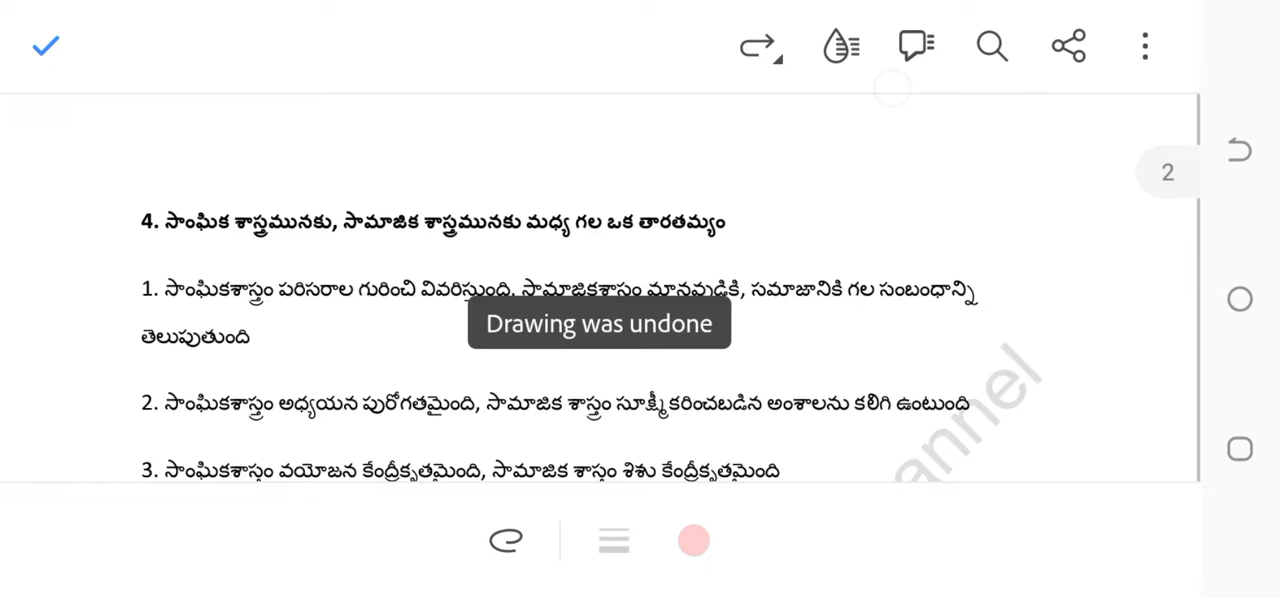 2
4. సాంఘిక శాస్త్రమునకు, సామాజిక శాస్త్రమునకు మధ్య గల ఒక తారతమ్యం
1. సాంఘికశాస్త్రం పరిసరాల గురించి వివరిస్తుంది. సామాజికశాస్త్రం మానవుడికి, సమాజానికి గల సంబంధాన్ని
Drawing was undone
తెలుపుతుంది
2. సాంఘికశాస్త్రం అధ్యయన పురోగతమైంది, సామాజిక శాస్త్రం సూక్ష్మీకరించబడిన అంశాలను కలిగి ఉంటుంది
3. సాంఘికశాస్త్రం వయోజన కేంద్రీకృతమైంది, సామాజిక శాస్త్రం శిశు కేంద్రీకృతమైంది
annel